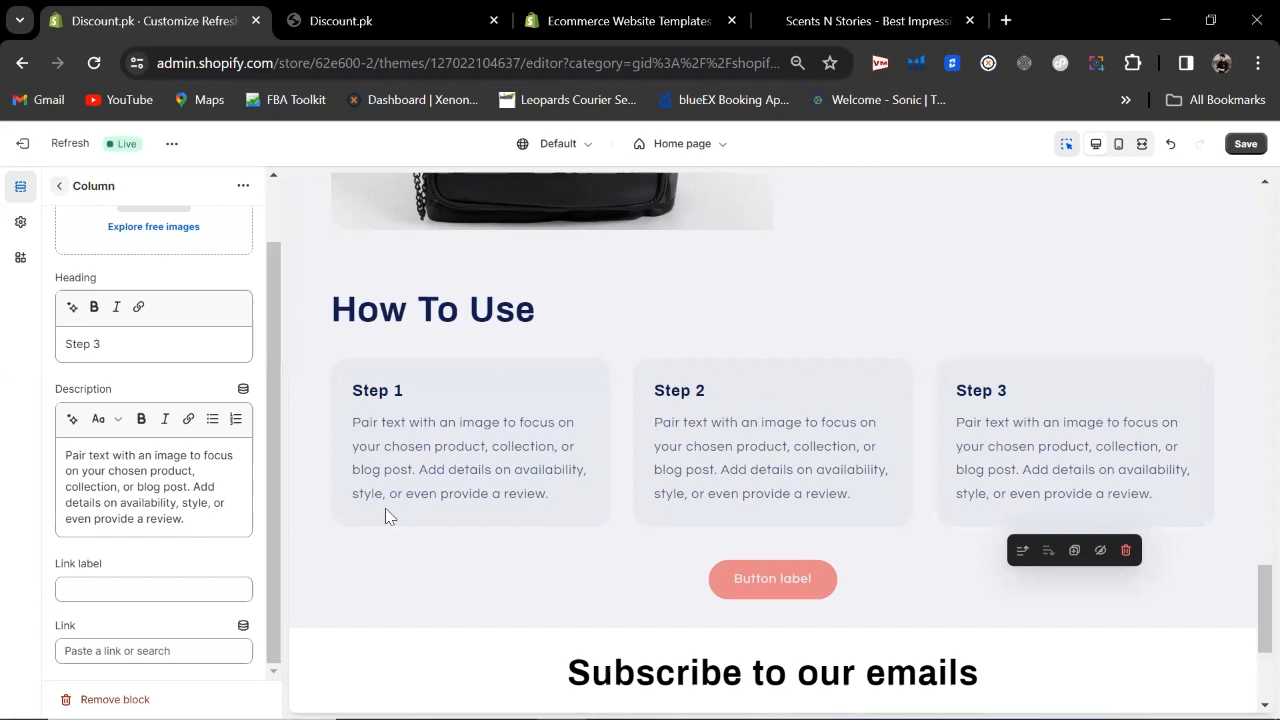 Discount.pk · Customize Refresh
Discount.pk
Ecommerce Website Templates
Scents N Stories - Best Impressi
admin.shopify.com/store/62e600-2/themes/127022104637/editor?category=gid%3A%2F%2Fshopif...
VM
Gmail
YouTube
Maps
FBA Toolkit
Dashboard | Xenon...
Leopards Courier Se...
blueEX Booking Ap...
Welcome - Sonic | T...
All Bookmarks
Refresh
Live
Default
Home page
Save
Column
Explore free images
Heading
B I
Step 3
Description
Aa B I
Pair text with an image to focus
on your chosen product,
collection, or blog post. Add
details on availability, style, or
even provide a review.
Link label
Link
Paste a link or search
Remove block
How To Use
Step 1
Pair text with an image to focus on
your chosen product, collection, or
blog post. Add details on availability,
style, or even provide a review.
Step 2
Pair text with an image to focus on
your chosen product, collection, or
blog post. Add details on availability,
style, or even provide a review.
Step 3
Pair text with an image to focus on
your chosen product, collection, or
blog post. Add details on availability,
style, or even provide a review.
Button label
Subscribe to our emails